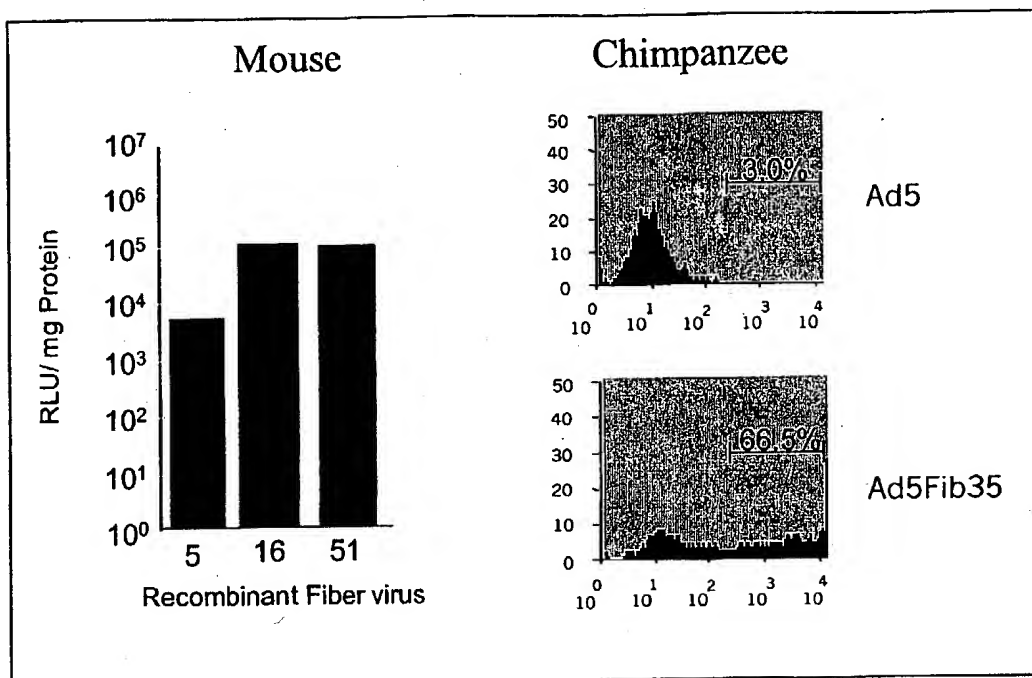 Mouse
10⁷
10⁶
10⁵
10⁴
10³
10²
10¹
10⁰
RLU/ mg Protein
5 16 51
Recombinant Fiber virus
Chimpanzee
50
40
30
20
10
0
3.0%
10⁰ 10¹ 10² 10³ 10⁴
Ad5
50
40
30
20
10
0
66.5%
10⁰ 10¹ 10² 10³ 10⁴
Ad5Fib35